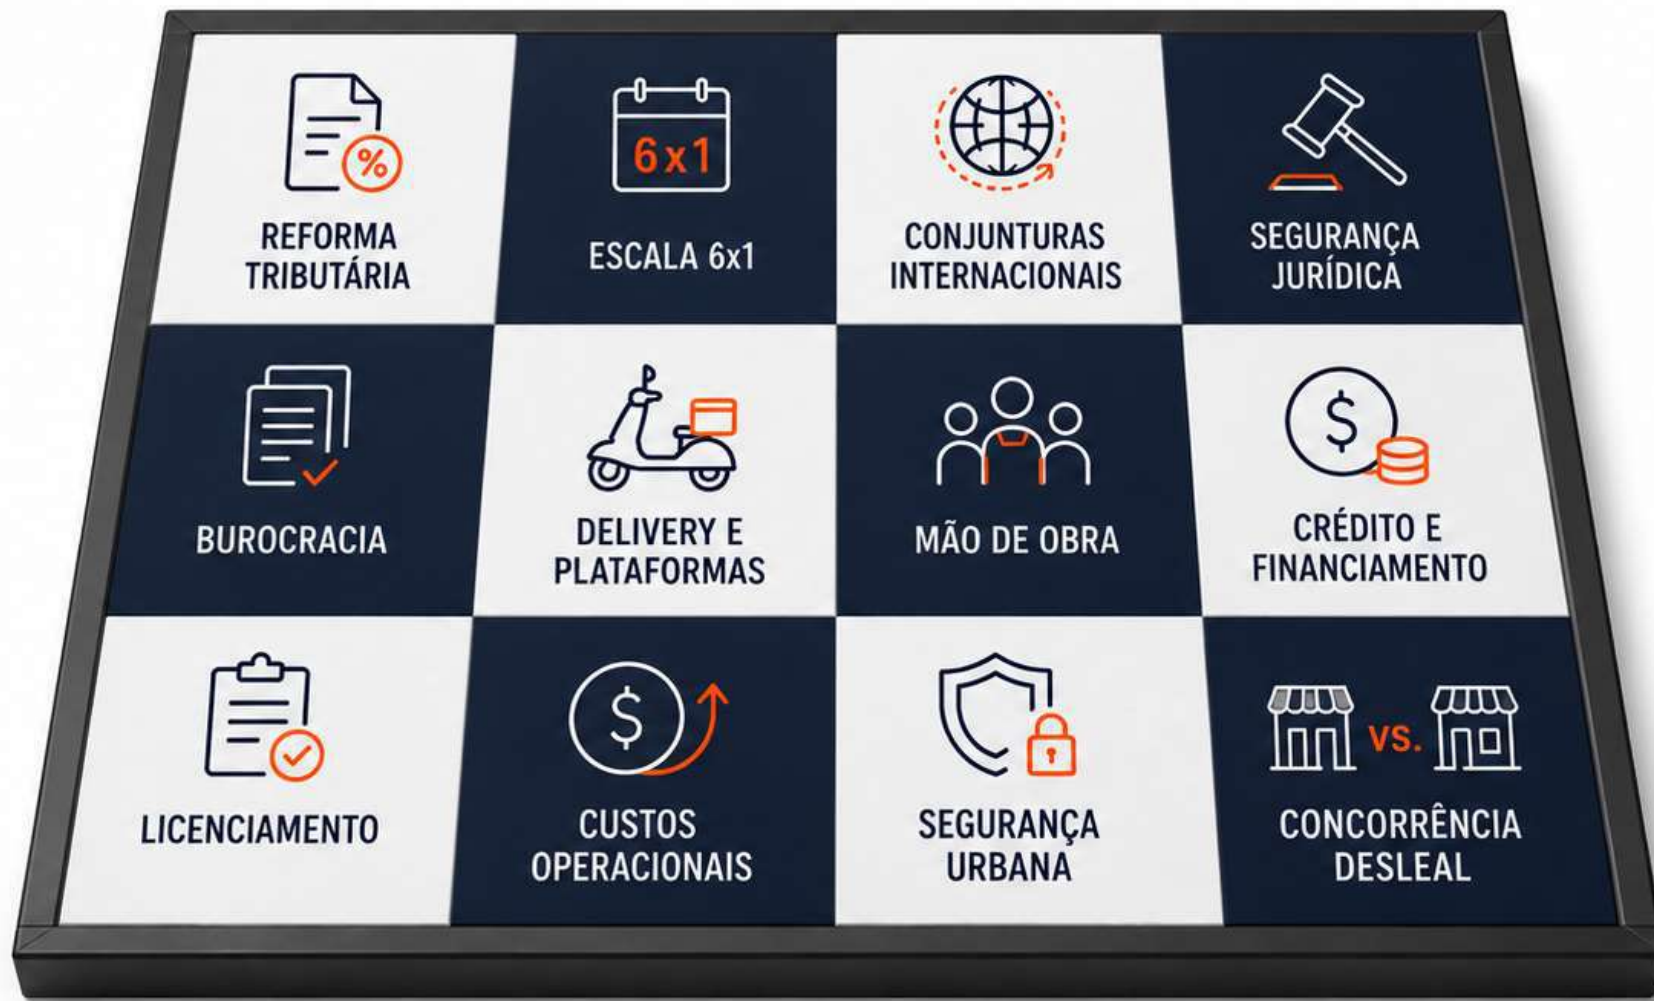 %
REFORMA
TRIBUTÁRIA
6x1
ESCALA 6x1
CONJUNTURAS
INTERNACIONAIS
SEGURANÇA
JURÍDICA
BUROCRACIA
DELIVERY E
PLATAFORMAS
MÃO DE OBRA
$
CRÉDITO E
FINANCIAMENTO
LICENCIAMENTO
$
CUSTOS
OPERACIONAIS
SEGURANÇA
URBANA
VS.
CONCORRÊNCIA
DESLEAL